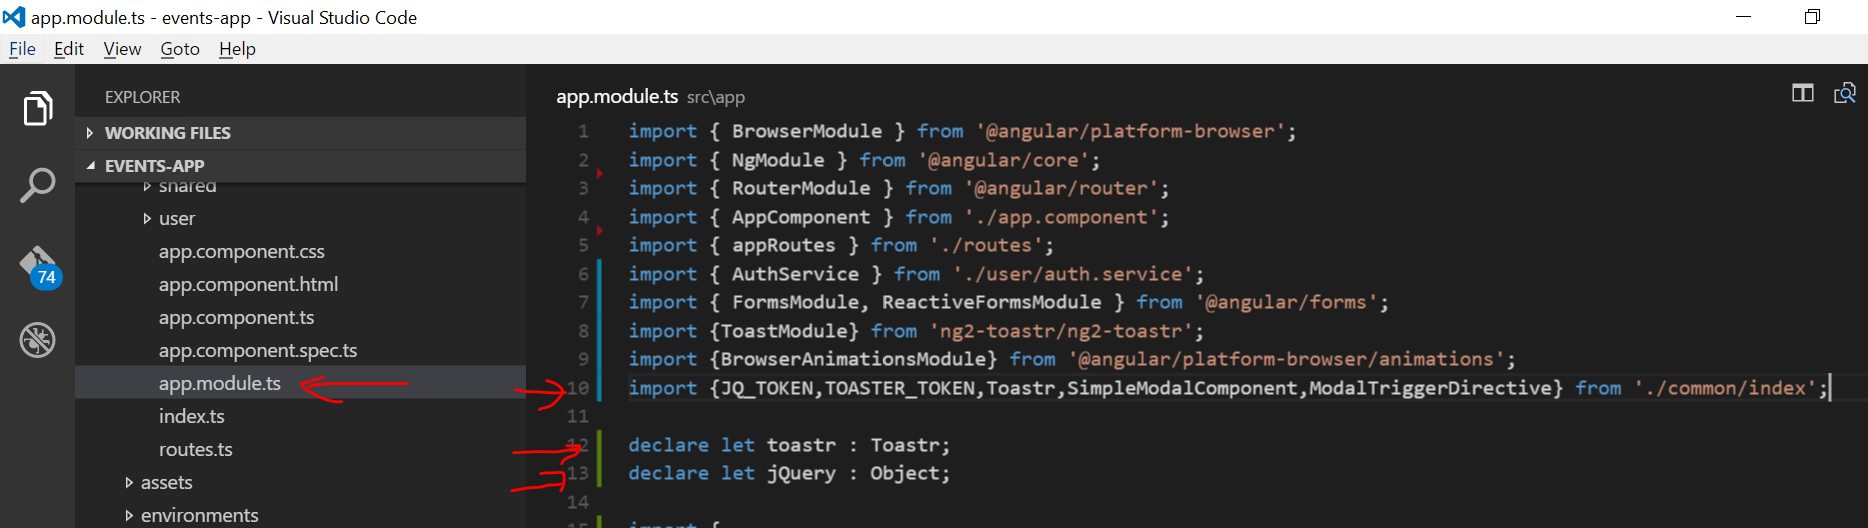 app.module.ts - events-app - Visual Studio Code
File Edit View Goto Help
EXPLORER
WORKING FILES
EVENTS-APP
shared
user
app.component.css
app.component.html
app.component.ts
app.component.spec.ts
app.module.ts
index.ts
routes.ts
assets
environments
74
app.module.ts src\app
1 import { BrowserModule } from '@angular/platform-browser';
2 import { NgModule } from '@angular/core';
3 import { RouterModule } from '@angular/router';
4 import { AppComponent } from './app.component';
5 import { appRoutes } from './routes';
6 import { AuthService } from './user/auth.service';
7 import { FormsModule, ReactiveFormsModule } from '@angular/forms';
8 import {ToastModule} from 'ng2-toastr/ng2-toastr';
9 import {BrowserAnimationsModule} from '@angular/platform-browser/animations';
10 import {JQ_TOKEN,TOASTER_TOKEN,Toastr,SimpleModalComponent,ModalTriggerDirective} from './common/index';
11
12 declare let toastr : Toastr;
13 declare let jQuery : Object;
14
15 import {